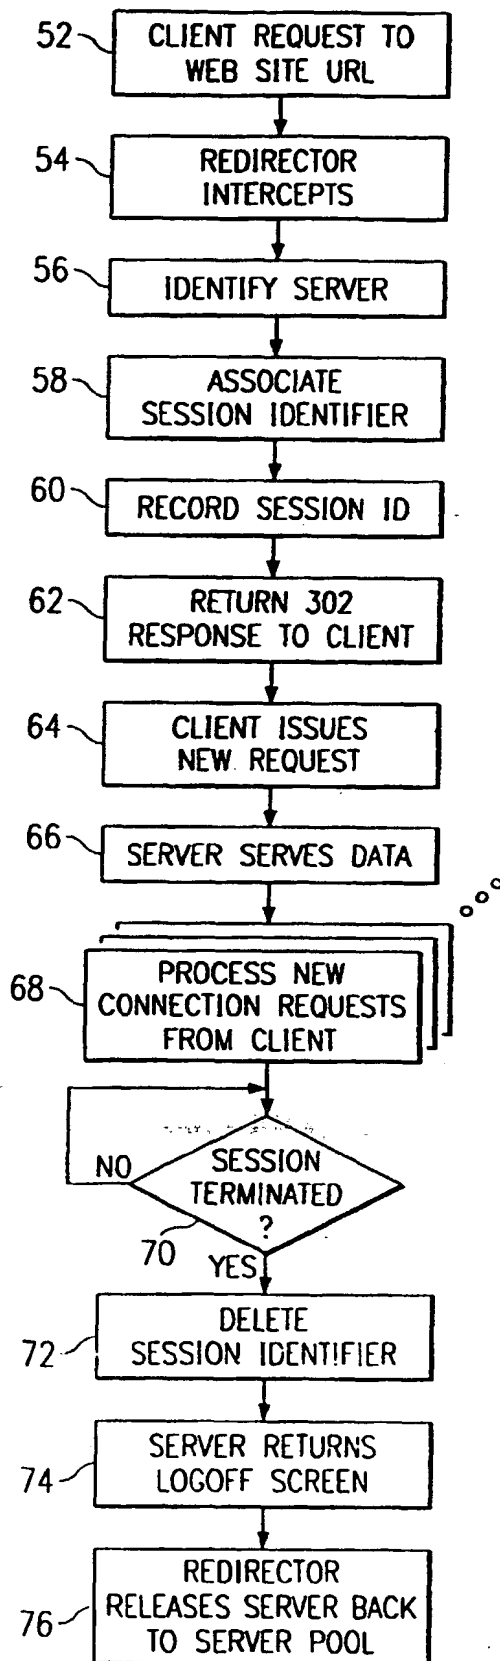 52
CLIENT REQUEST TO
WEB SITE URL
54
REDIRECTOR
INTERCEPTS
56
IDENTIFY SERVER
58
ASSOCIATE
SESSION IDENTIFIER
60
RECORD SESSION ID
62
RETURN 302
RESPONSE TO CLIENT
64
CLIENT ISSUES
NEW REQUEST
66
SERVER SERVES DATA
68
PROCESS NEW
CONNECTION REQUESTS
FROM CLIENT
NO
SESSION
TERMINATED
?
70
YES
72
DELETE
SESSION IDENTIFIER
74
SERVER RETURNS
LOGOFF SCREEN
76
REDIRECTOR
RELEASES SERVER BACK
TO SERVER POOL